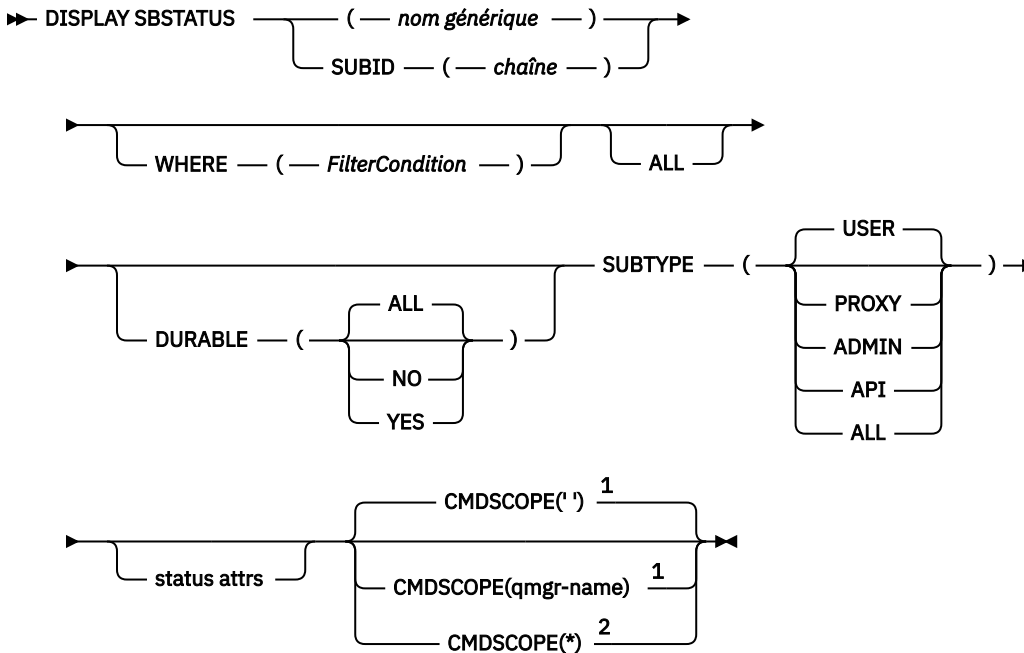 DISPLAY SBSTATUS ( nom générique )
SUBID ( chaîne )
WHERE ( FilterCondition )
ALL
USER
SUBTYPE ( )
ALL
PROXY
DURABLE ( )
ADMIN
NO
API
YES
ALL
CMDSCOPE(' ') 1
status attrs
CMDSCOPE(qmgr-name) 1
CMDSCOPE(*) 2